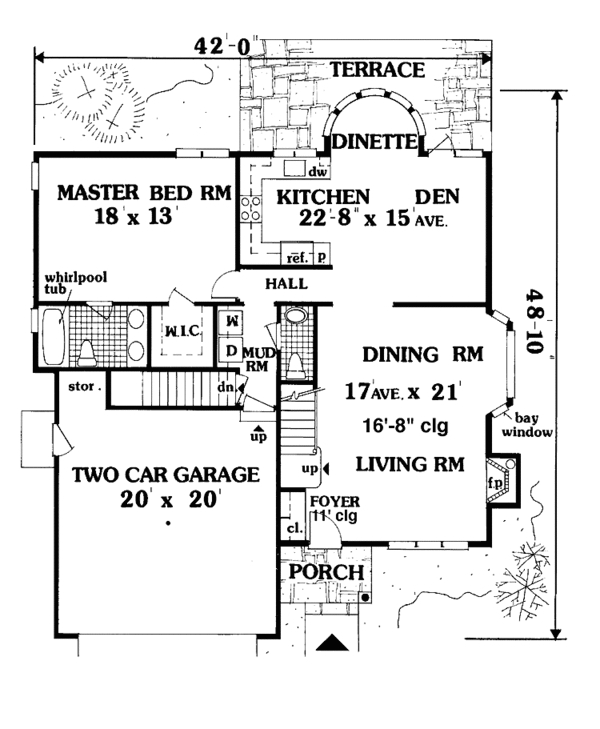 42'-0"
TERRACE
DINETTE
dw
MASTER BED RM
18' x 13'
KITCHEN DEN
22'-8" x 15' AVE.
ref. p.
whirlpool
tub
HALL
W.I.C.
W
D
MUD
RM
48'-10
DINING RM
17' AVE. x 21'
16'-8" clg
LIVING RM
bay
window
stor.
dn
up
up
TWO CAR GARAGE
20' x 20'
f.p.
FOYER
11' clg
cl.
PORCH